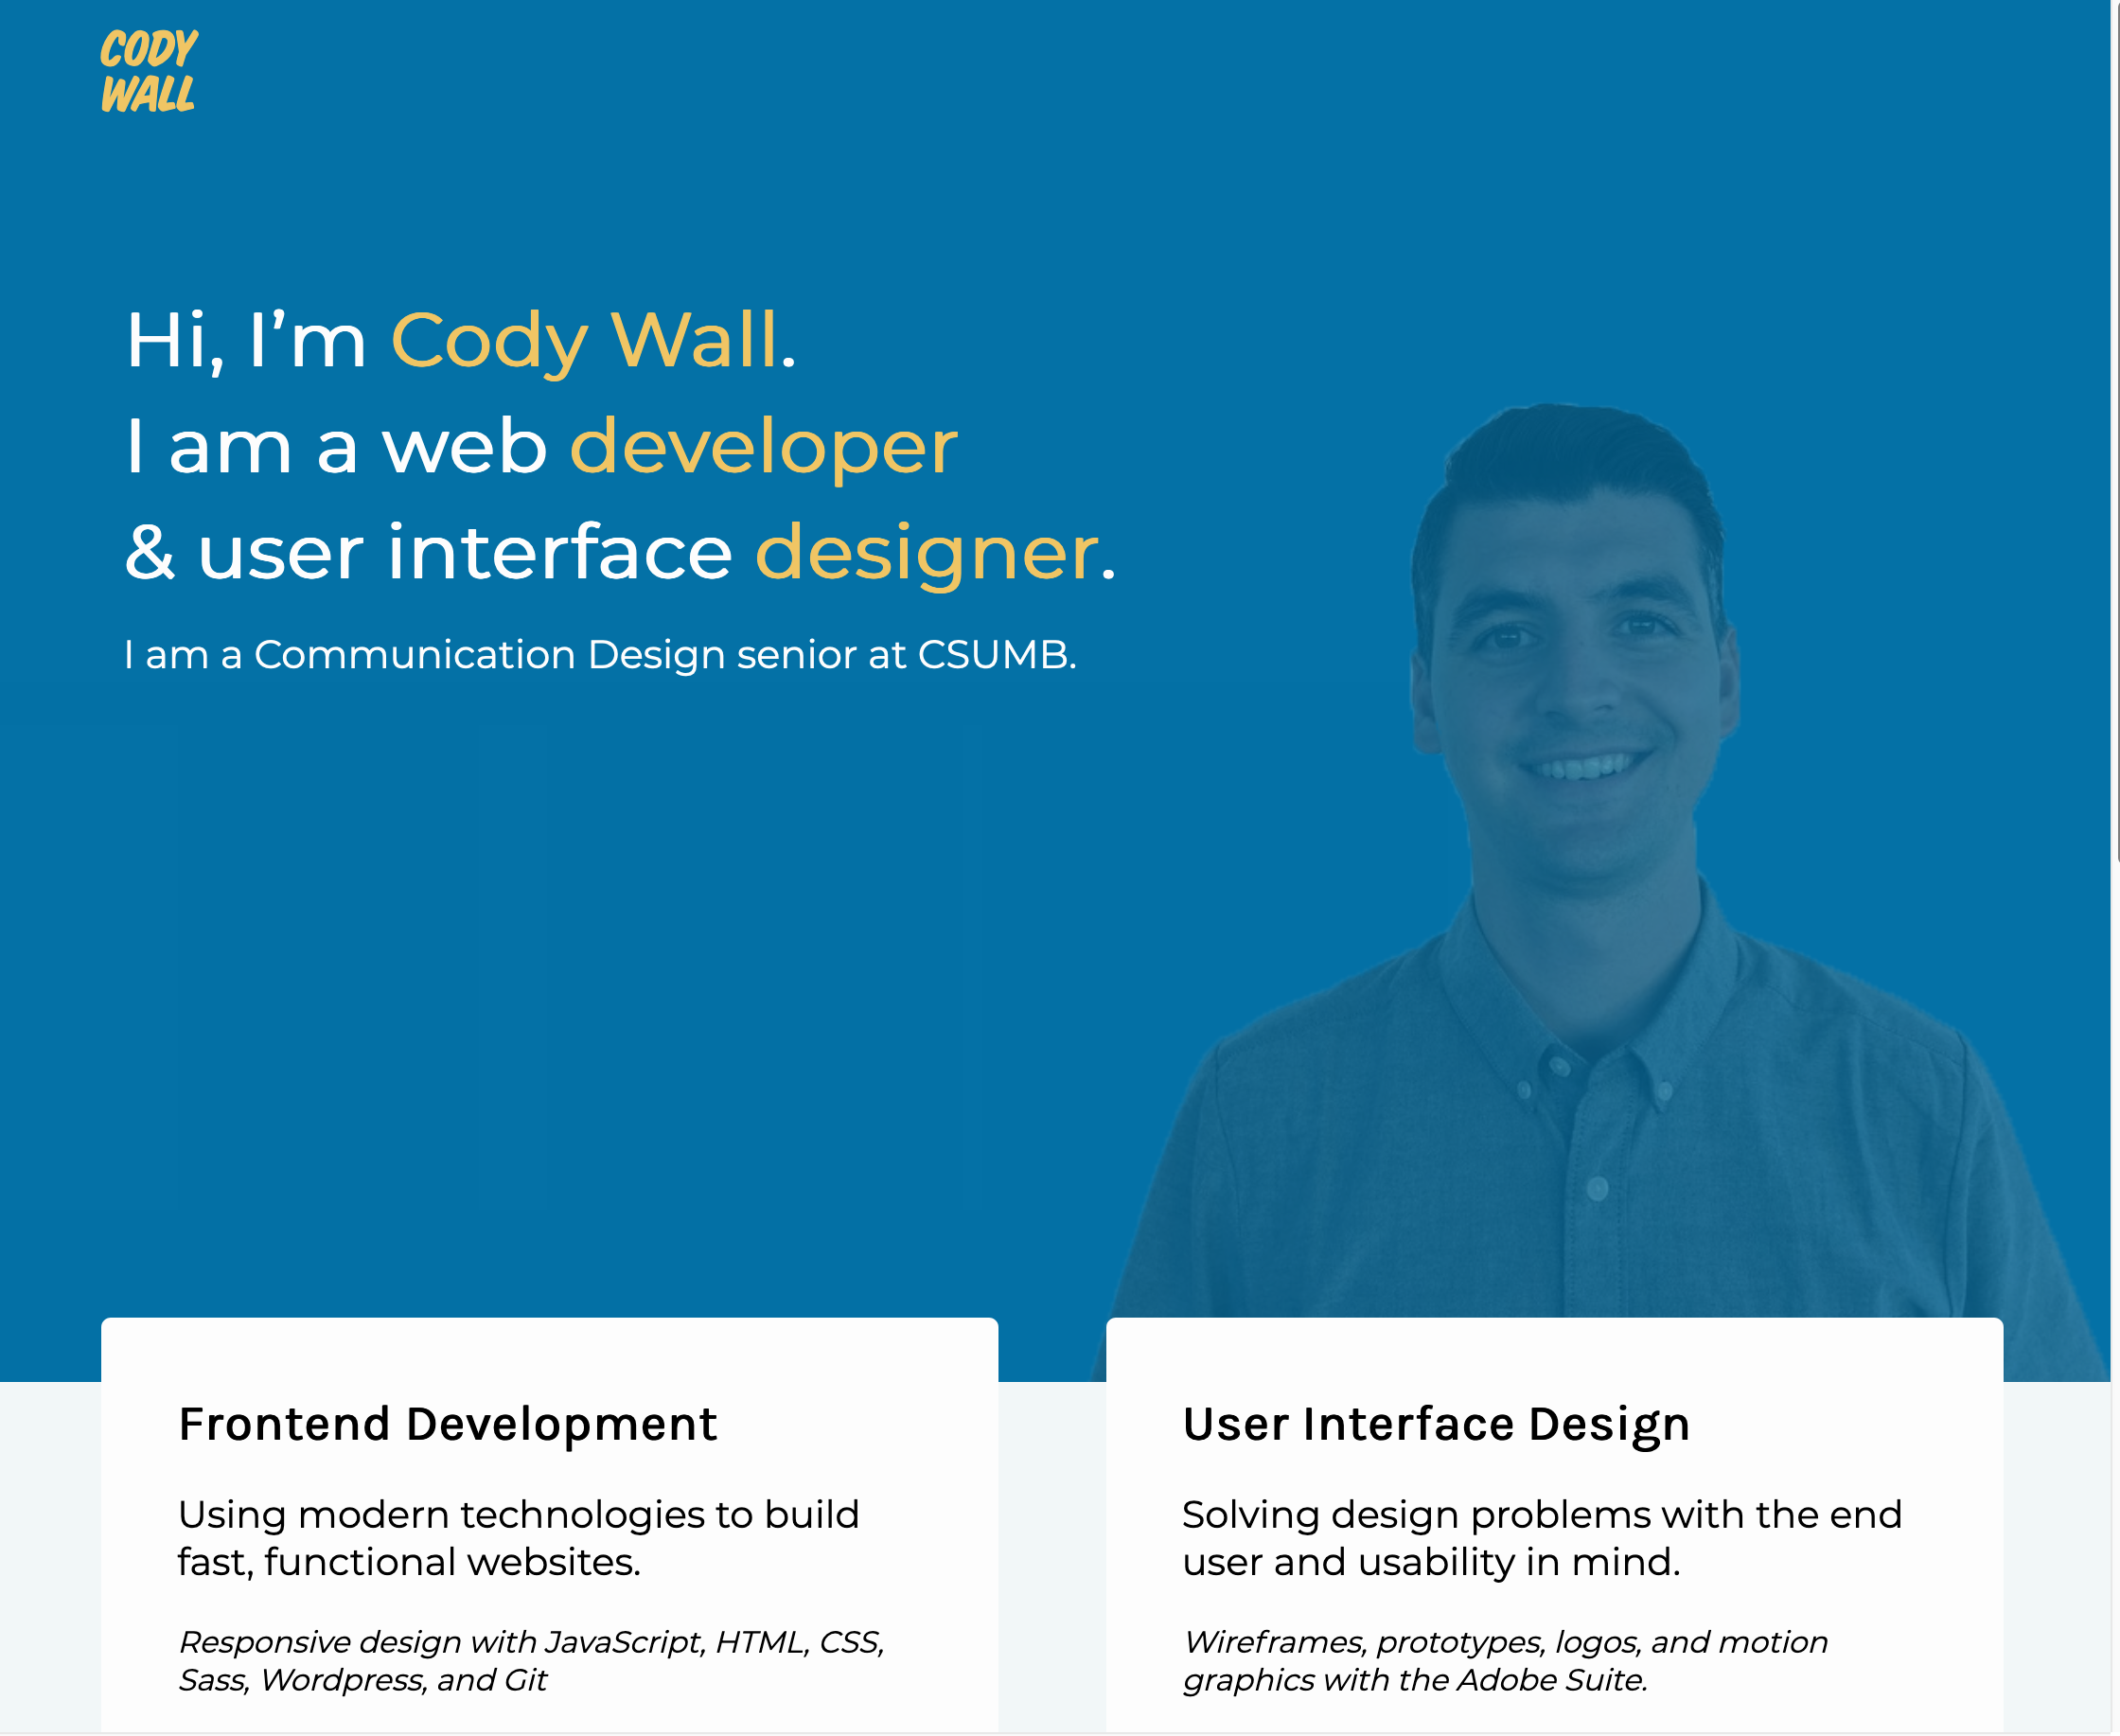 CODY
WALL
Hi, I’m Cody Wall.
I am a web developer
& user interface designer.
I am a Communication Design senior at CSUMB.
Frontend Development
Using modern technologies to build
fast, functional websites.
Responsive design with JavaScript, HTML, CSS,
Sass, Wordpress, and Git
User Interface Design
Solving design problems with the end
user and usability in mind.
Wireframes, prototypes, logos, and motion
graphics with the Adobe Suite.